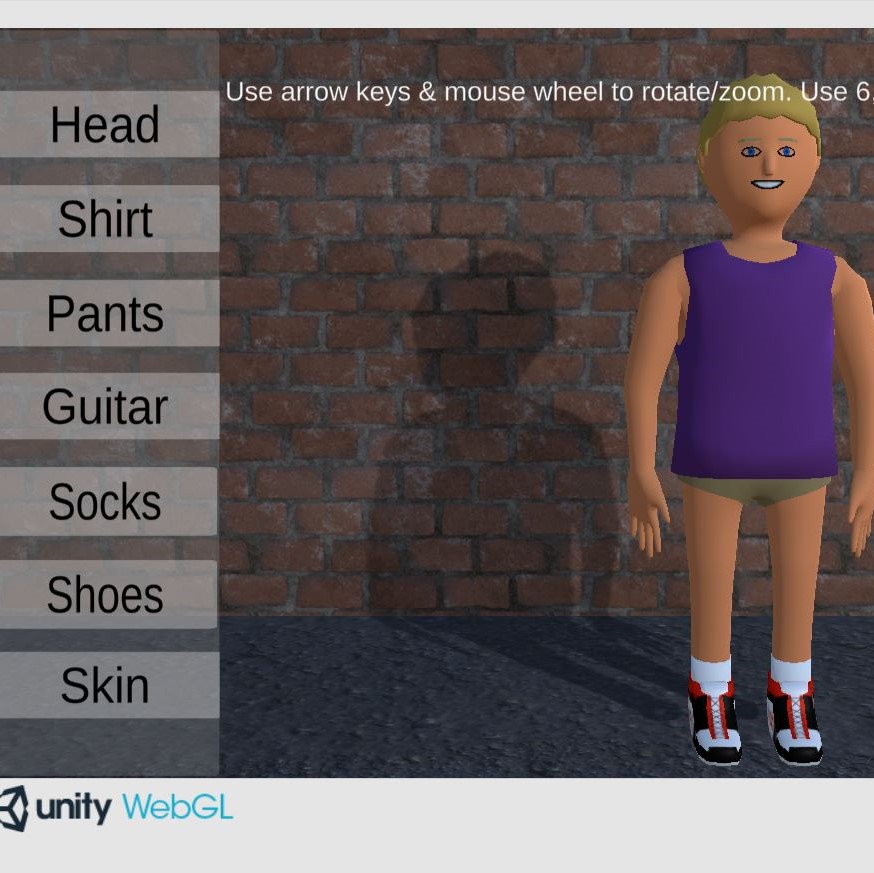 Use arrow keys & mouse wheel to rotate/zoom. Use 6,
Head
Shirt
Pants
Guitar
Socks
Shoes
Skin
unity WebGL